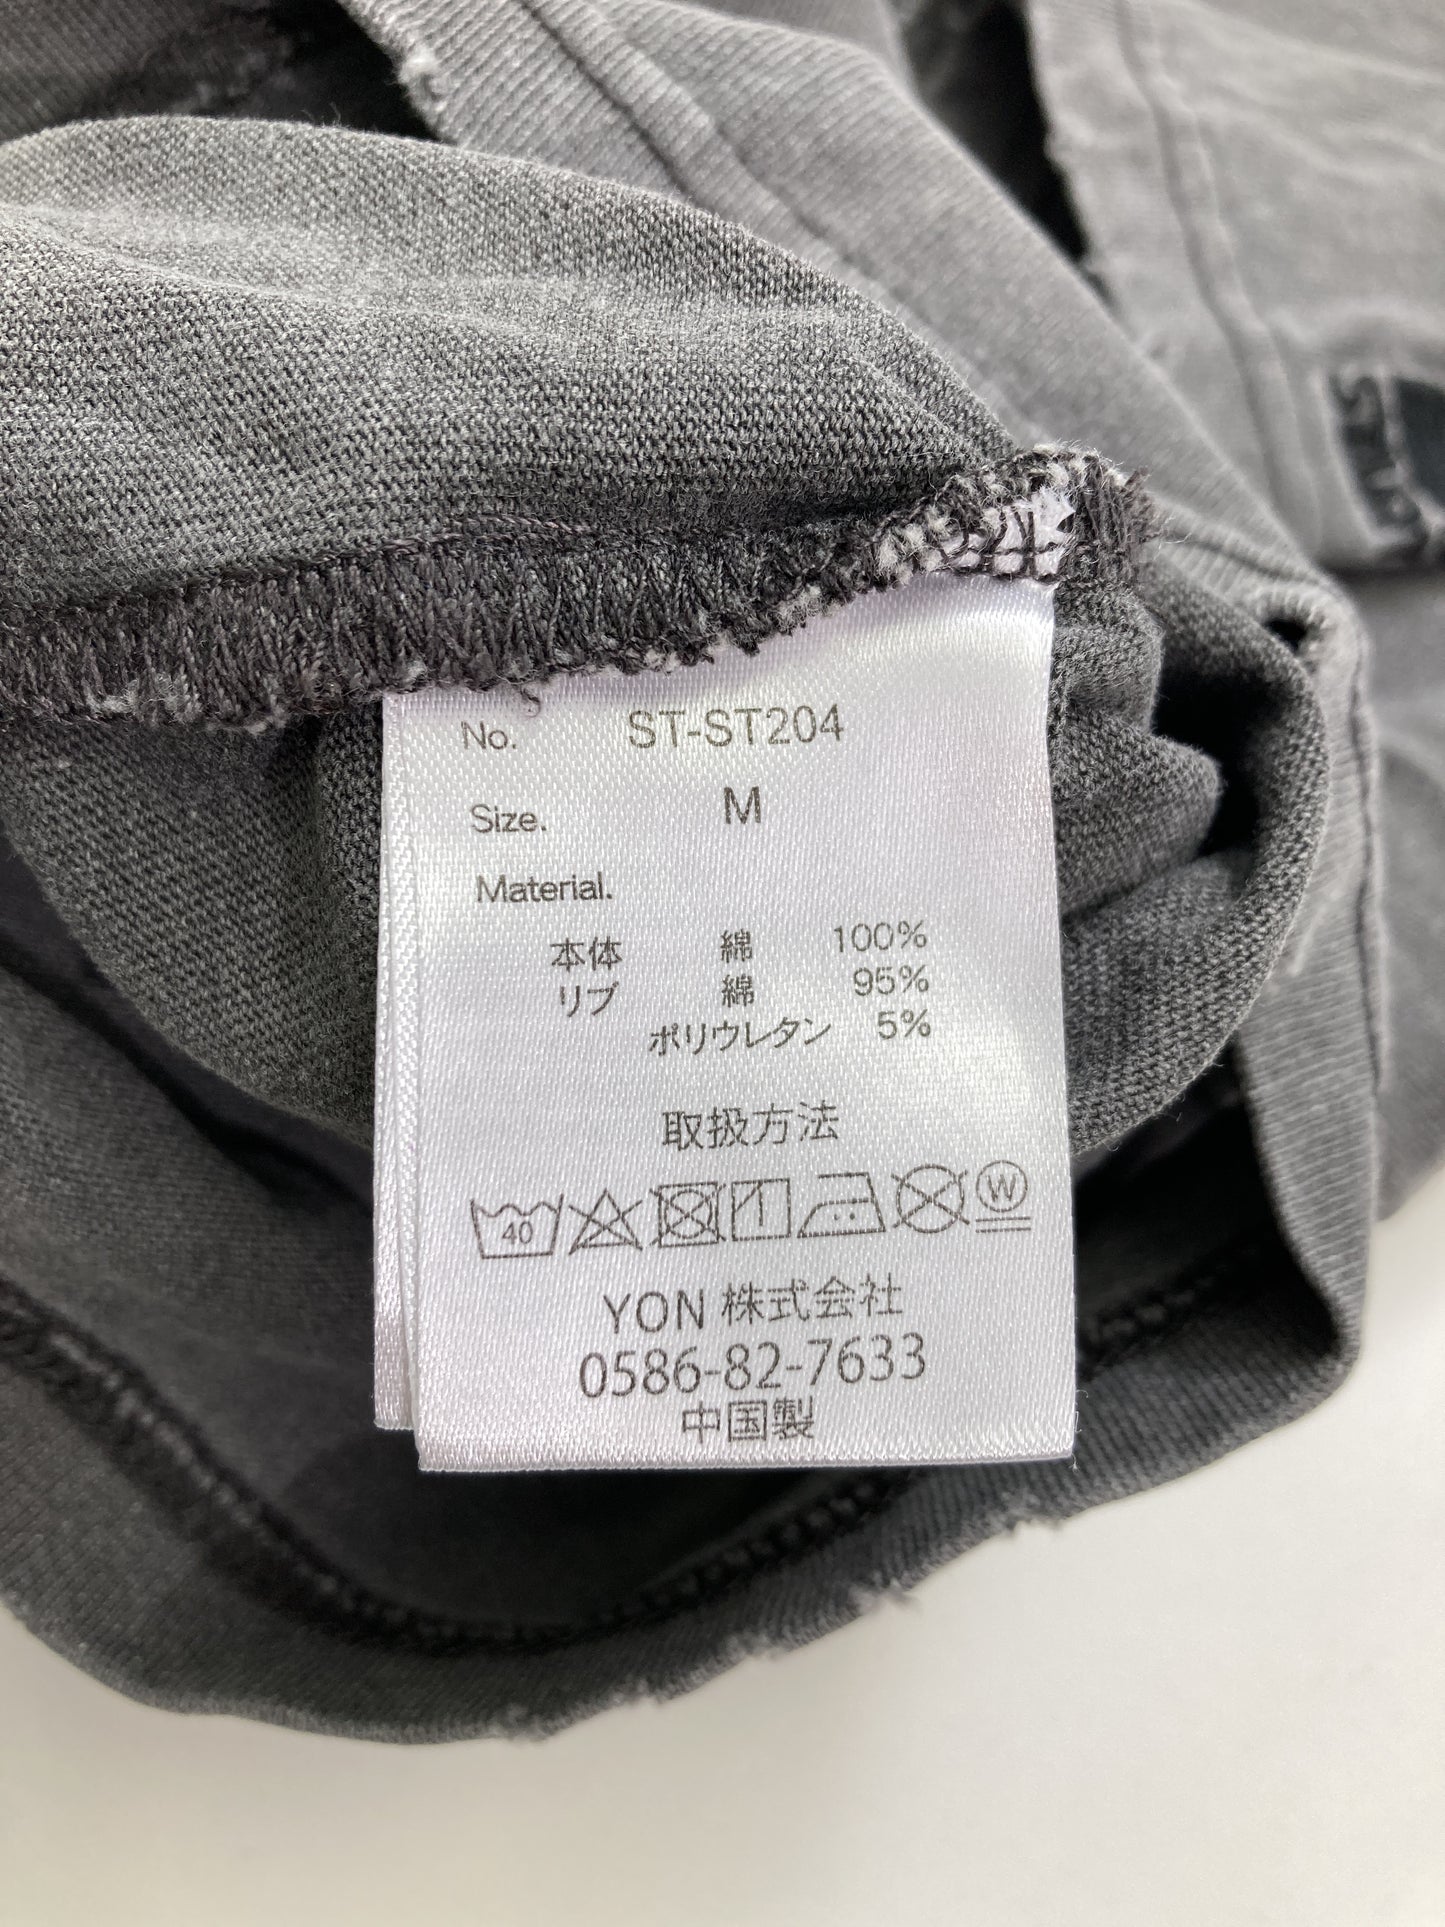 No. ST-ST204
Size. M
Material.
本体 綿 100%
リブ 綿 95%
ポリウレタン 5%
取扱方法
40 W
YON 株式会社
0586-82-7633
中国製